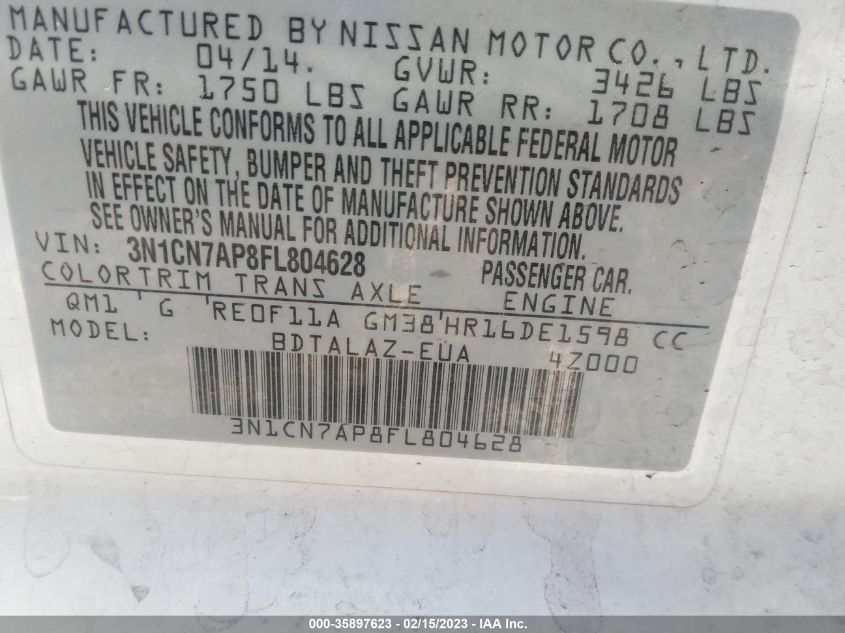 MANUFACTURED BY NISSAN MOTOR CO., LTD.
DATE: 04/14. GVWR: 3426 LBS
GAWR FR: 1750 LBS GAWR RR: 1708 LBS
THIS VEHICLE CONFORMS TO ALL APPLICABLE FEDERAL MOTOR
VEHICLE SAFETY, BUMPER AND THEFT PREVENTION STANDARDS
IN EFFECT ON THE DATE OF MANUFACTURE SHOWN ABOVE.
SEE OWNER'S MANUAL FOR ADDITIONAL INFORMATION.
VIN: 3N1CN7AP8FL804628 PASSENGER CAR.
COLORTRIM TRANS AXLE ENGINE
QM1 ' G 'RE0F11A GM38'HR16DE1598 CC
MODEL: BDTALAZ-EUA 4Z000
3N1CN7AP8FL804628
000-35897623 - 02/15/2023 - IAA Inc.